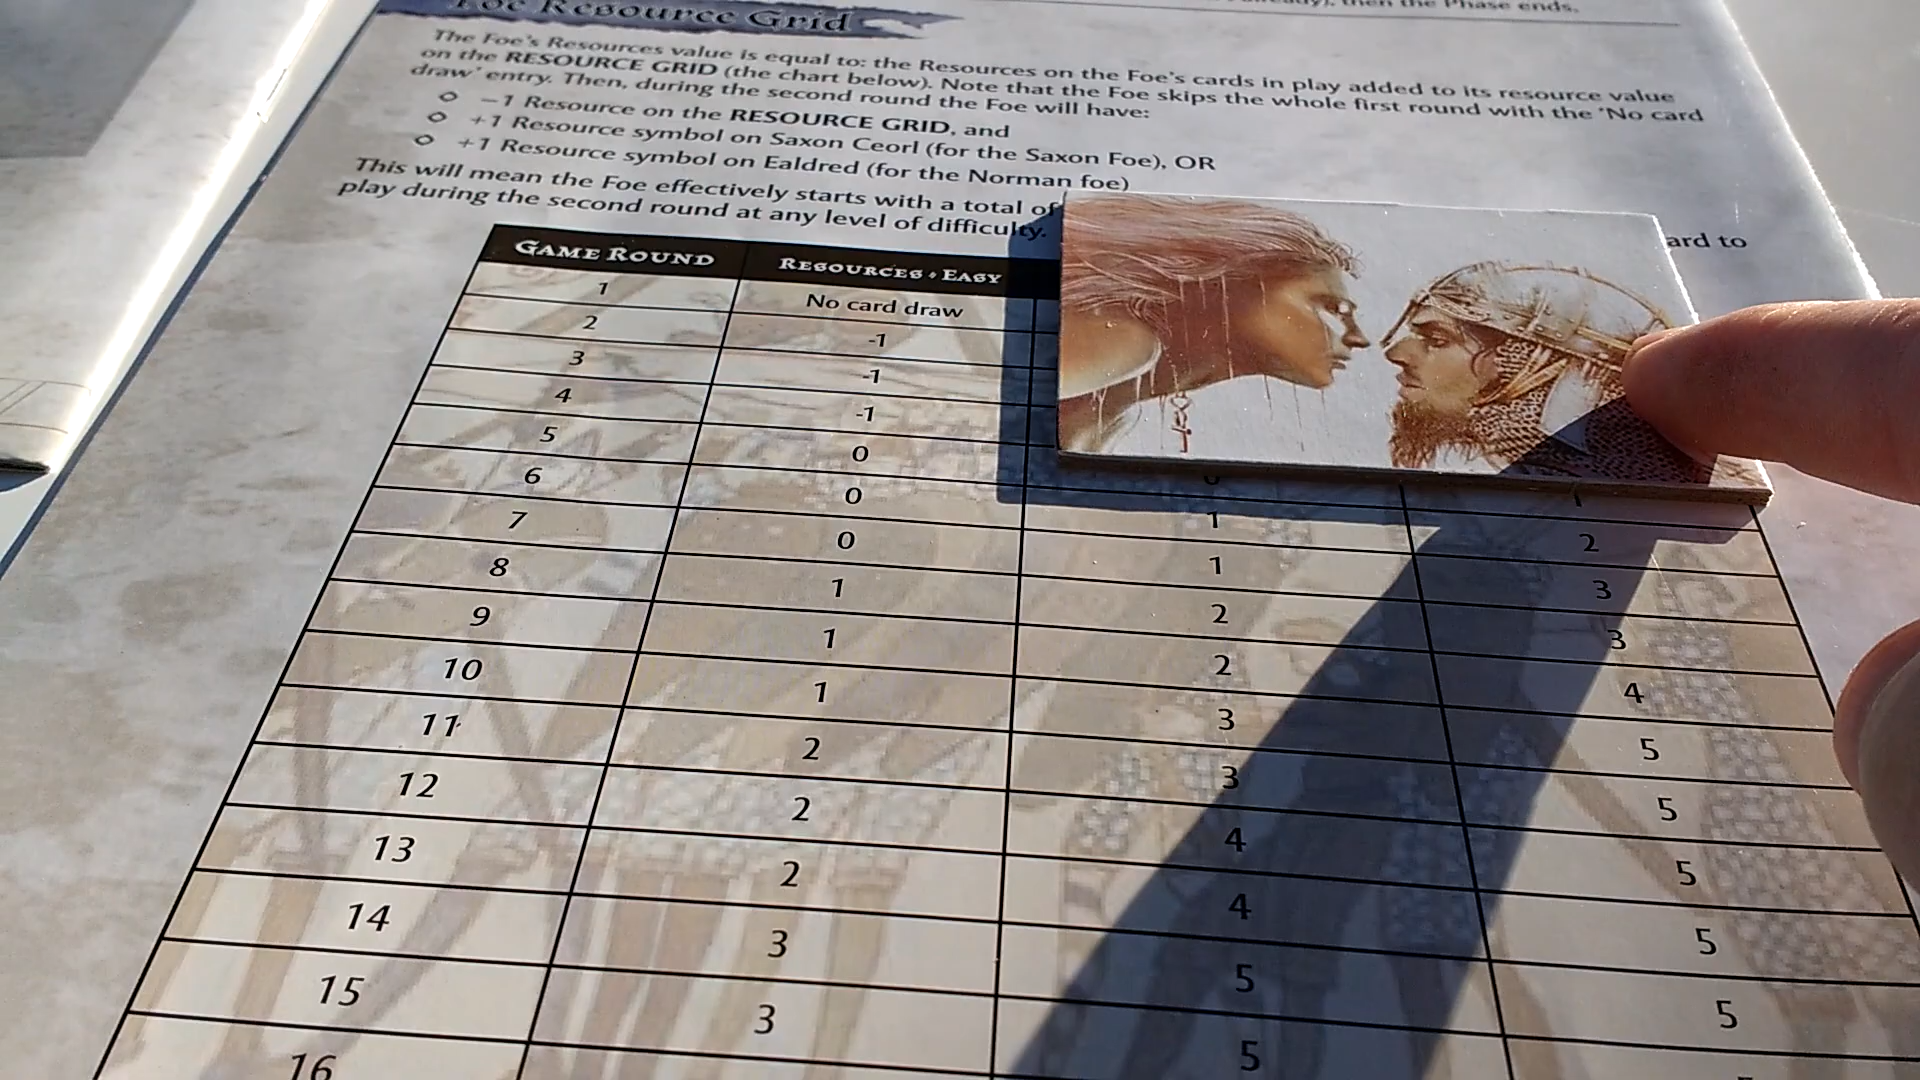 Foe Resource Grid
then the Phase ends.
The Foe's Resources value is equal to: the Resources on the Foe's cards in play added to its resource value
on the RESOURCE GRID (the chart below). Note that the Foe skips the whole first round with the 'No card
draw' entry. Then, during the second round the Foe will have:
−1 Resource on the RESOURCE GRID, and
+1 Resource symbol on Saxon Ceorl (for the Saxon Foe), OR
+1 Resource symbol on Ealdred (for the Norman foe)
This will mean the Foe effectively starts with a total of
ard to
play during the second round at any level of difficulty.
GAME ROUND RESOURCES • EASY
1 No card draw
2 -1
3 -1
4 -1
5 0
6 0 1 2
7 0 1 3
8 1 2 3
9 1 2 4
10 1 3 5
11 2 3 5
12 2 4 5
13 2 4 5
14 3 5 5
15 3 5
16